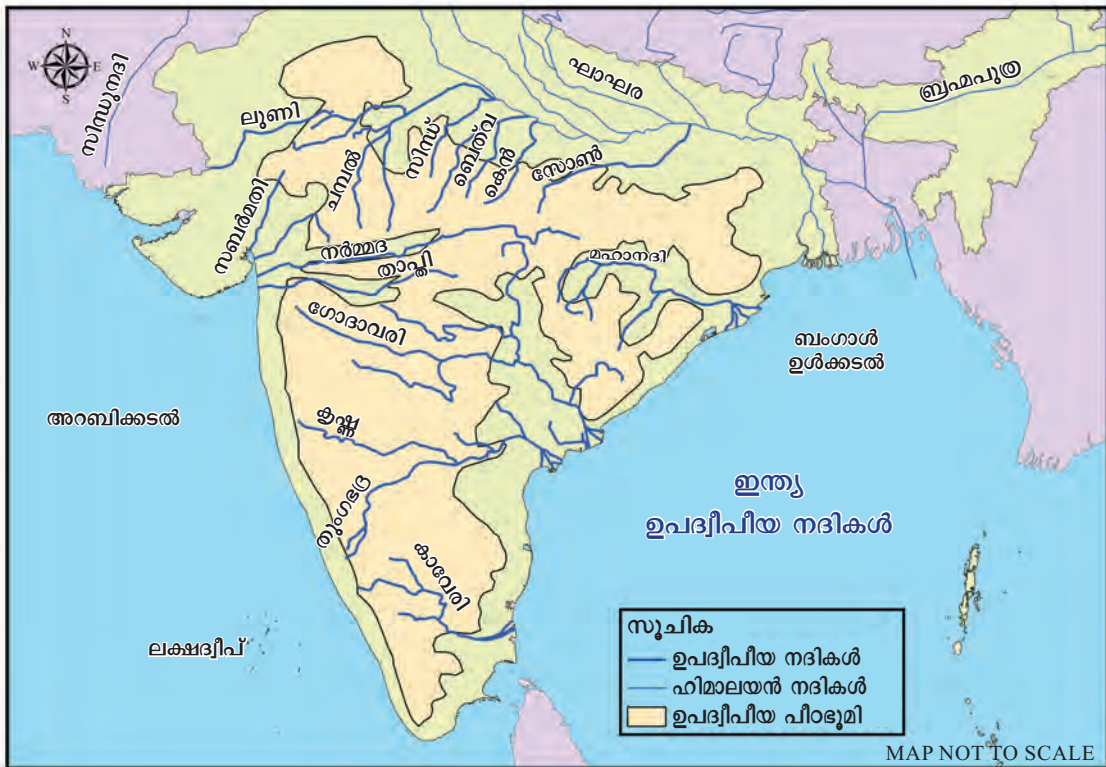 N
W
E
S
സിന്ധുനദി
ലൂണി
ഘാഘര
ബ്രഹ്മപുത്ര
സബർമതി
ചമ്പൽ
സിന്ധ്
ബെത്‌വ
കെൻ
സോൺ
നർമ്മദ
താപ്തി
മഹാനദി
ഗോദാവരി
ബംഗാൾ
ഉൾക്കടൽ
അറബിക്കടൽ
കൃഷ്ണ
തുംഗഭദ്ര
ഇന്ത്യ
ഉപദ്വീപീയ നദികൾ
കാവേരി
ലക്ഷദ്വീപ്
സൂചിക
ഉപദ്വീപീയ നദികൾ
ഹിമാലയൻ നദികൾ
ഉപദ്വീപീയ പീഠഭൂമി
MAP NOT TO SCALE